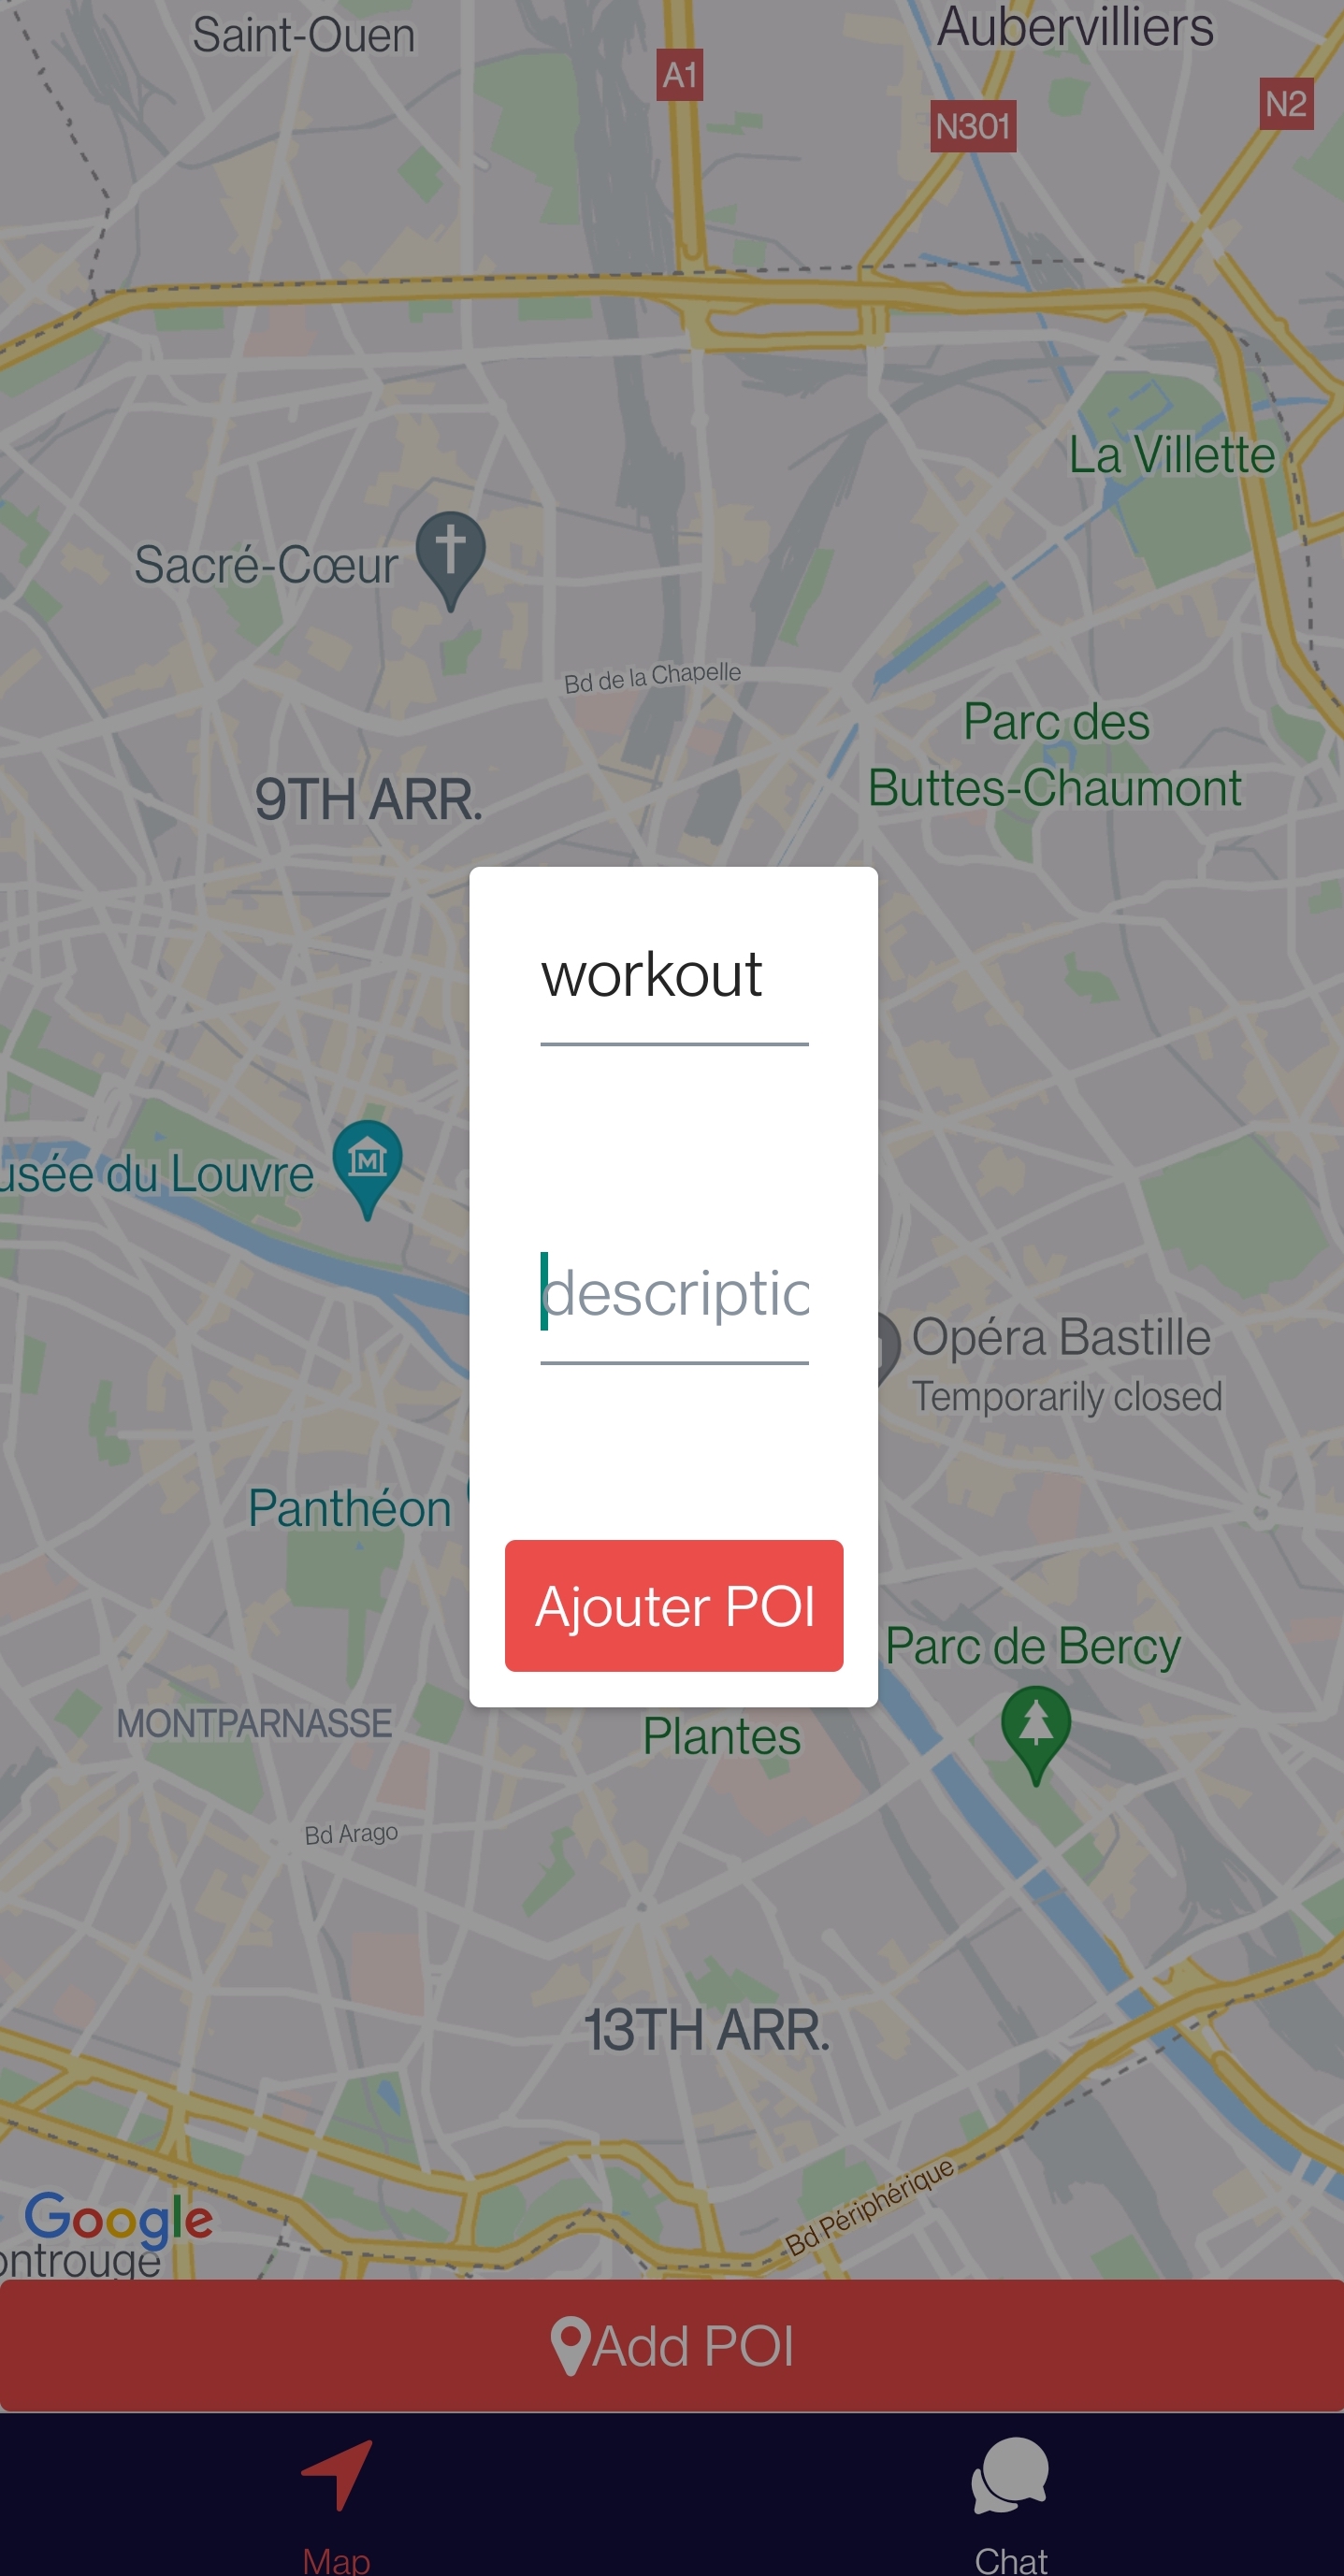 Saint-Ouen
Aubervilliers
A1
N2
N301
La Villette
Sacré-Cœur
Bd de la Chapelle
Parc des
Buttes-Chaumont
9TH ARR.
workout
M
usée du Louvre
descriptio
Opéra Bastille
Temporarily closed
Panthéon
Ajouter POI
Parc de Bercy
MONTPARNASSE
Plantes
Bd Arago
13TH ARR.
Bd Périphérique
Google
ontrouge
Add POI
Map
Chat